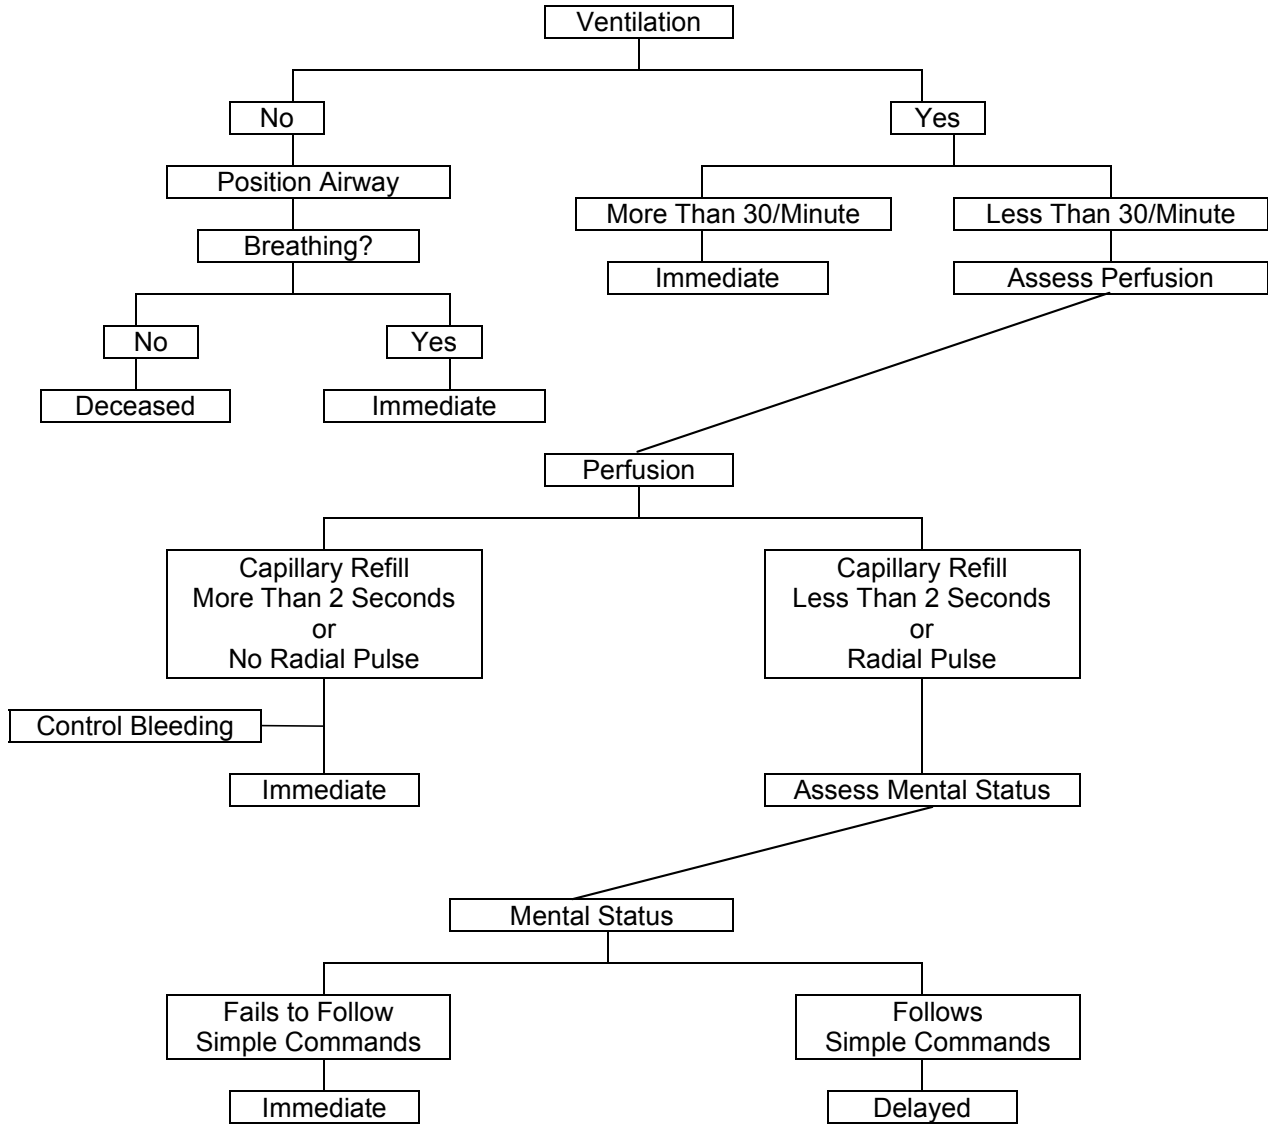 Ventilation
No
Yes
Position Airway
More Than 30/Minute
Less Than 30/Minute
Breathing?
Immediate
Assess Perfusion
No
Yes
Deceased
Immediate
Perfusion
Capillary Refill
More Than 2 Seconds
or
No Radial Pulse
Capillary Refill
Less Than 2 Seconds
or
Radial Pulse
Control Bleeding
Immediate
Assess Mental Status
Mental Status
Fails to Follow
Simple Commands
Follows
Simple Commands
Immediate
Delayed